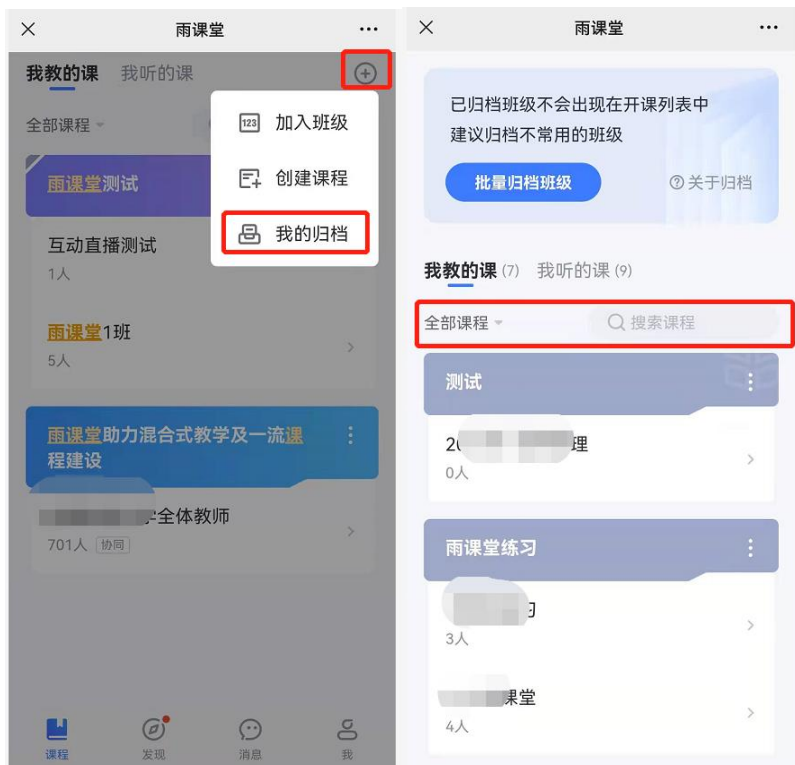 雨课堂
我教的课 我听的课
全部课程
123 加入班级
创建课程
我的归档
雨课堂测试
互动直播测试
1人
雨课堂1班
5人
雨课堂助力混合式教学及一流课
程建设
全体教师
701人 协同
课程 发现 消息 我
雨课堂
已归档班级不会出现在开课列表中
建议归档不常用的班级
批量归档班级 ?关于归档
我教的课 (7) 我听的课 (9)
全部课程 搜索课程
测试
理
0人
雨课堂练习
3人
课堂
4人